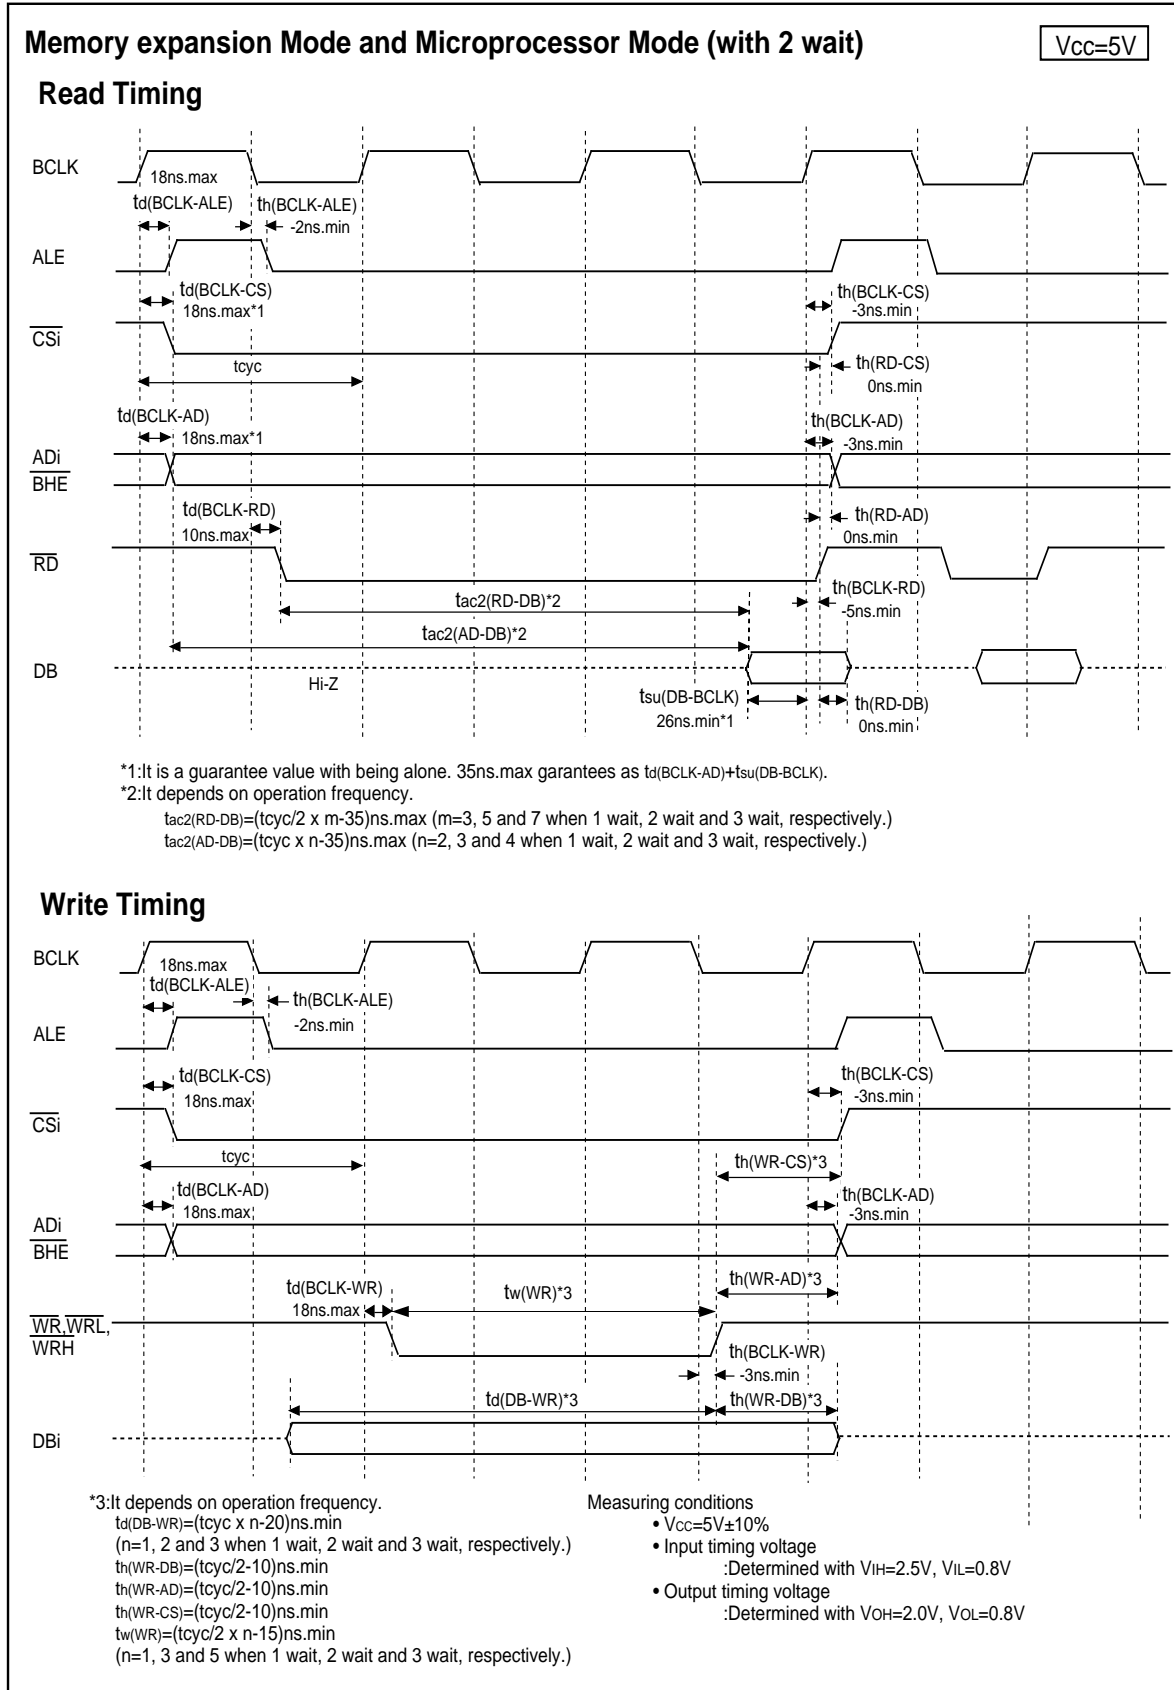 Memory expansion Mode and Microprocessor Mode (with 2 wait)
Vcc=5V
Read Timing
BCLK
18ns.max
td(BCLK-ALE)
th(BCLK-ALE)
-2ns.min
ALE
td(BCLK-CS)
18ns.max*1
th(BCLK-CS)
-3ns.min
CSi
tcyc
th(RD-CS)
0ns.min
td(BCLK-AD)
18ns.max*1
th(BCLK-AD)
-3ns.min
ADi
BHE
td(BCLK-RD)
10ns.max
th(RD-AD)
0ns.min
RD
th(BCLK-RD)
-5ns.min
tac2(RD-DB)*2
tac2(AD-DB)*2
DB
Hi-Z
tsu(DB-BCLK)
26ns.min*1
th(RD-DB)
0ns.min
*1:It is a guarantee value with being alone. 35ns.max garantees as td(BCLK-AD)+tsu(DB-BCLK).
*2:It depends on operation frequency.
tac2(RD-DB)=(tcyc/2 x m-35)ns.max (m=3, 5 and 7 when 1 wait, 2 wait and 3 wait, respectively.)
tac2(AD-DB)=(tcyc x n-35)ns.max (n=2, 3 and 4 when 1 wait, 2 wait and 3 wait, respectively.)
Write Timing
BCLK
18ns.max
td(BCLK-ALE)
th(BCLK-ALE)
-2ns.min
ALE
td(BCLK-CS)
18ns.max
th(BCLK-CS)
-3ns.min
CSi
tcyc
th(WR-CS)*3
td(BCLK-AD)
18ns.max
th(BCLK-AD)
-3ns.min
ADi
BHE
td(BCLK-WR)
18ns.max
tw(WR)*3
th(WR-AD)*3
WR,WRL,
WRH
th(BCLK-WR)
-3ns.min
td(DB-WR)*3
th(WR-DB)*3
DBi
*3:It depends on operation frequency.
td(DB-WR)=(tcyc x n-20)ns.min
(n=1, 2 and 3 when 1 wait, 2 wait and 3 wait, respectively.)
th(WR-DB)=(tcyc/2-10)ns.min
th(WR-AD)=(tcyc/2-10)ns.min
th(WR-CS)=(tcyc/2-10)ns.min
tw(WR)=(tcyc/2 x n-15)ns.min
(n=1, 3 and 5 when 1 wait, 2 wait and 3 wait, respectively.)
Measuring conditions
• VCC=5V±10%
• Input timing voltage
:Determined with VIH=2.5V, VIL=0.8V
• Output timing voltage
:Determined with VOH=2.0V, VOL=0.8V